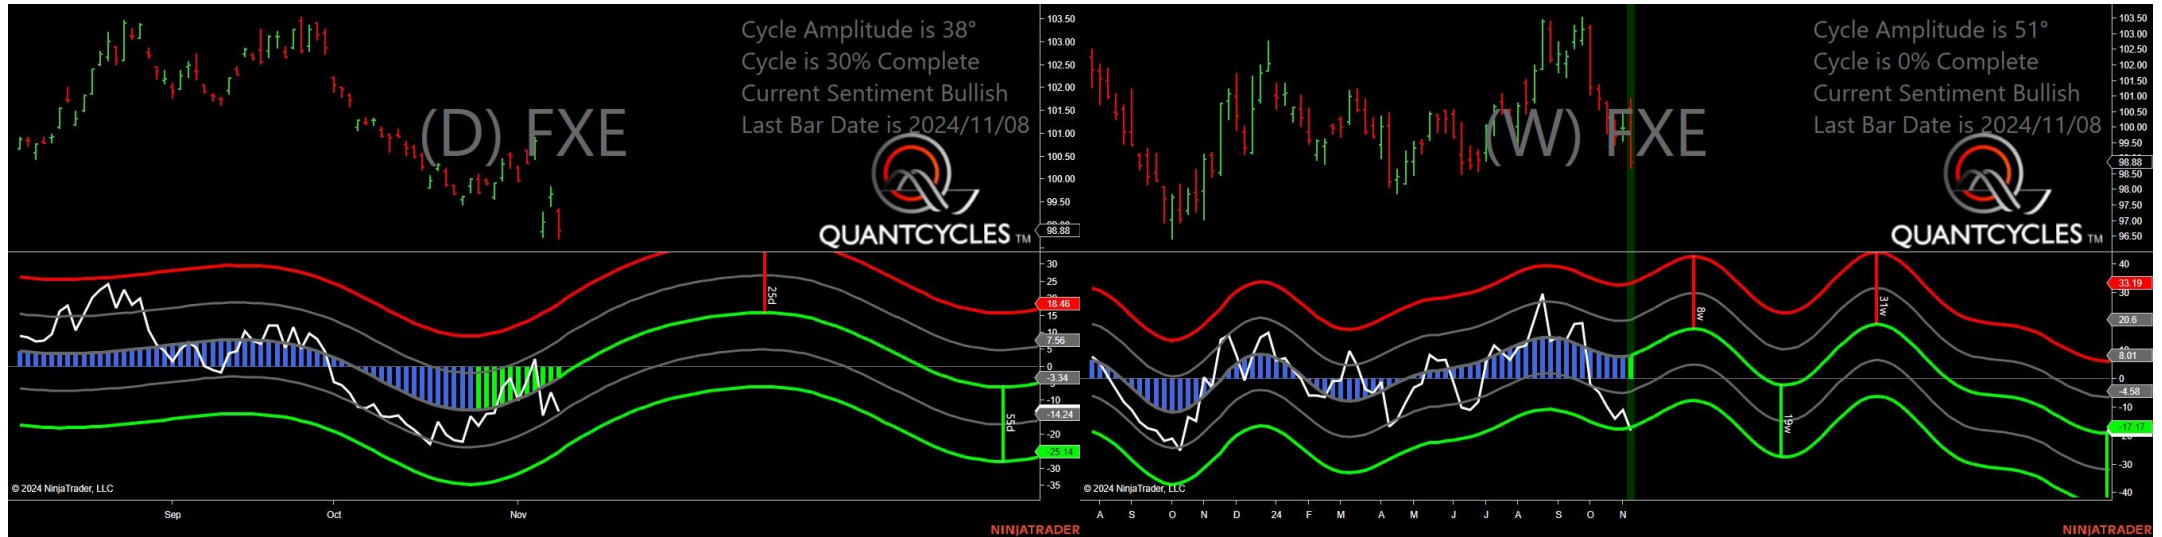 Cycle Amplitude is 38°
Cycle is 30% Complete
Current Sentiment Bullish
Last Bar Date is 2024/11/08
(D) FXE
QUANTCYCLES TM
103.50
103.00
102.50
102.00
101.50
101.00
100.50
100.00
99.50
98.88
25d
55d
30
25
18.46
15
10
7.56
5
0
-3.34
-10
-14.24
-20
-25.14
-30
-35
© 2024 NinjaTrader, LLC
Sep Oct Nov
NINJATRADER
Cycle Amplitude is 51°
Cycle is 0% Complete
Current Sentiment Bullish
Last Bar Date is 2024/11/08
(W) FXE
QUANTCYCLES TM
103.50
103.00
102.50
102.00
101.50
101.00
100.50
100.00
99.50
98.88
98.50
98.00
97.50
97.00
96.50
8w
19w
31w
40
33.19
30
20.6
8.01
0
-4.58
-10
-17.17
-30
-40
© 2024 NinjaTrader, LLC
A S O N D 24 F M A M J J A S O N
NINJATRADER